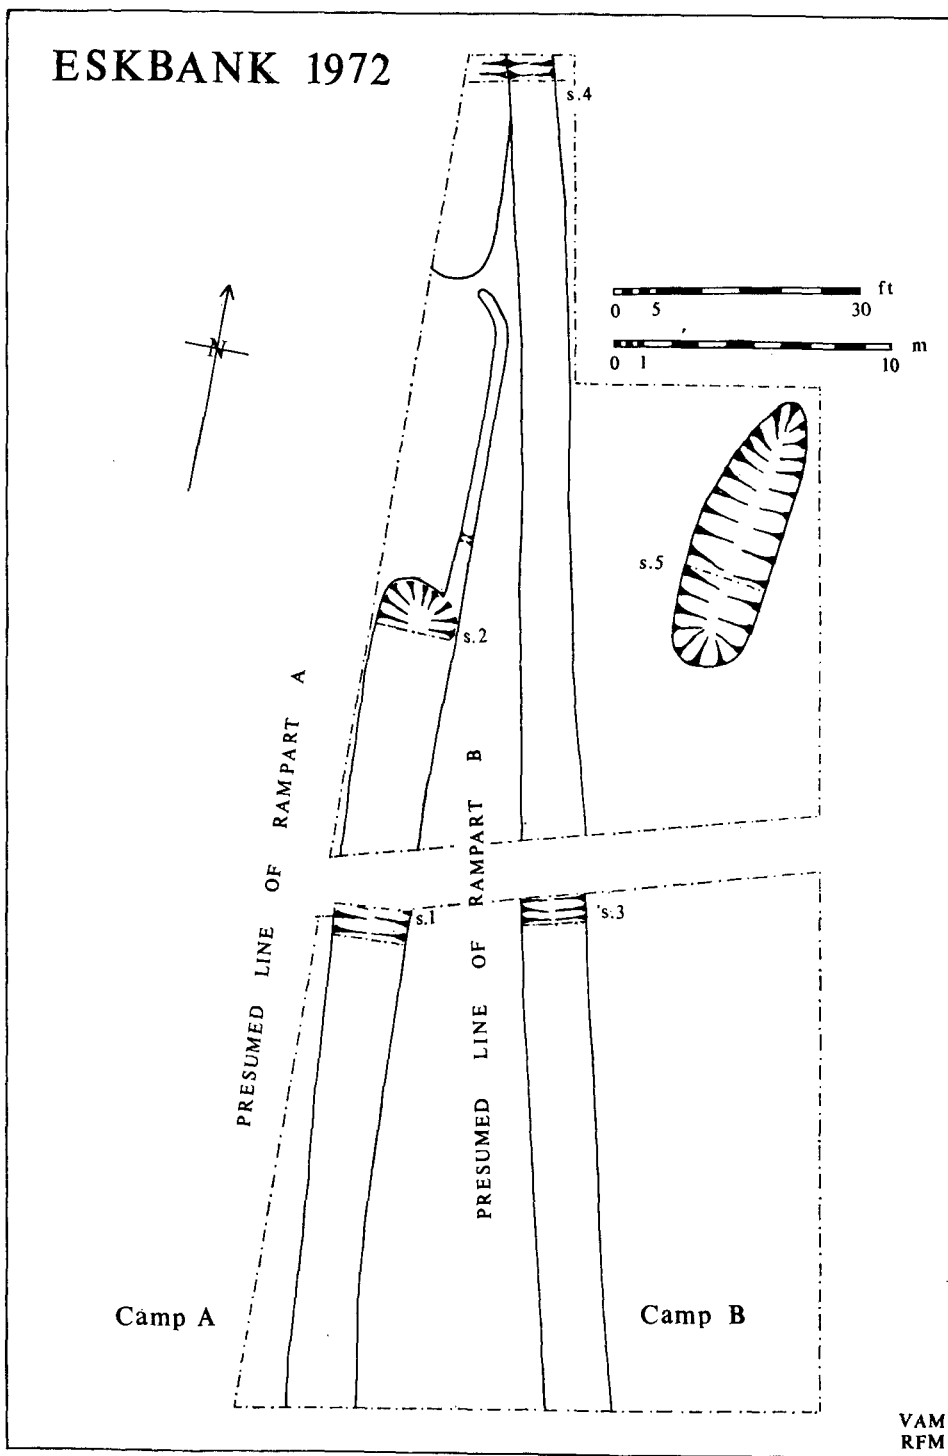 ESKBANK 1972
s.4
ft
0 5 30
m
0 1 10
N
s.5
s.2
PRESUMED LINE OF RAMPART A
PRESUMED LINE OF RAMPART B
s.1
s.3
Camp A
Camp B
VAM
RFM